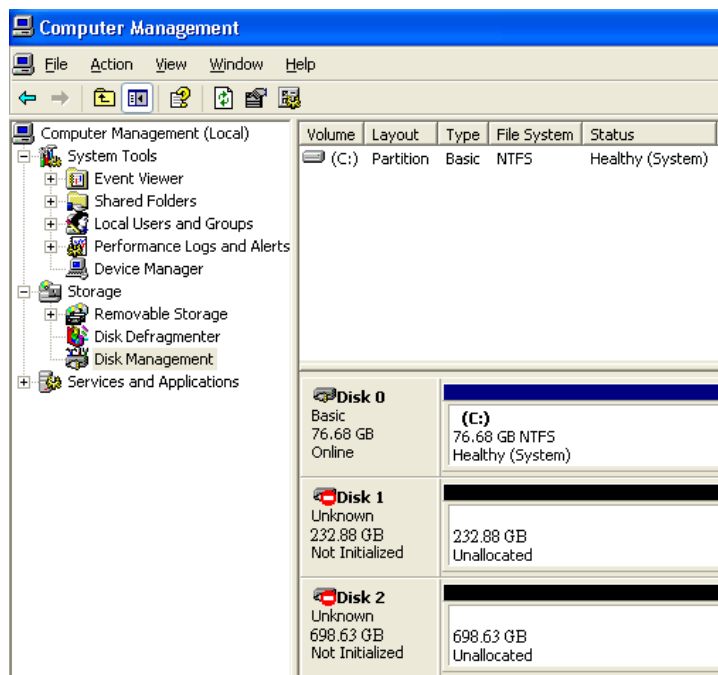 Computer Management
File Action View Window Help
Computer Management (Local)
System Tools
Event Viewer
Shared Folders
Local Users and Groups
Performance Logs and Alerts
Device Manager
Storage
Removable Storage
Disk Defragmenter
Disk Management
Services and Applications
Volume Layout Type File System Status
(C:) Partition Basic NTFS Healthy (System)
Disk 0
Basic
76.68 GB
Online
(C:)
76.68 GB NTFS
Healthy (System)
Disk 1
Unknown
232.88 GB
Not Initialized
232.88 GB
Unallocated
Disk 2
Unknown
698.63 GB
Not Initialized
698.63 GB
Unallocated